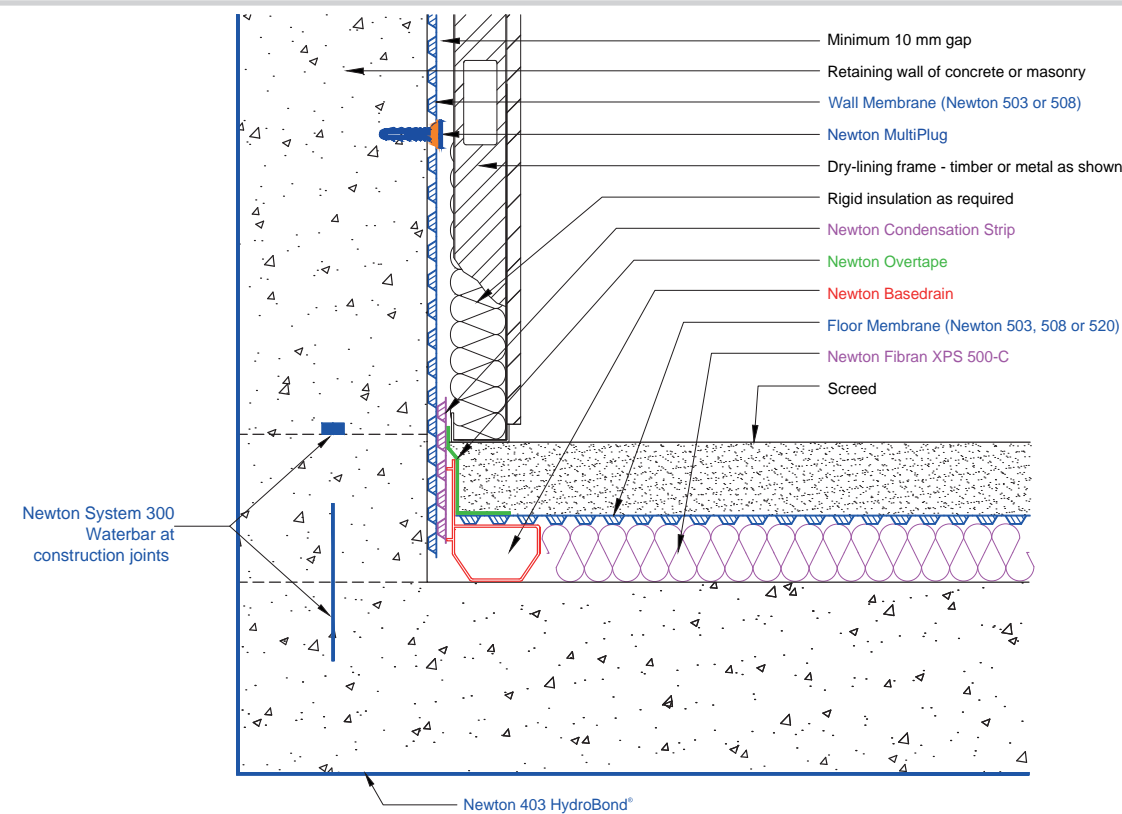 Minimum 10 mm gap
Retaining wall of concrete or masonry
Wall Membrane (Newton 503 or 508)
Newton MultiPlug
Dry-lining frame - timber or metal as shown
Rigid insulation as required
Newton Condensation Strip
Newton Overtape
Newton Basedrain
Floor Membrane (Newton 503, 508 or 520)
Newton Fibran XPS 500-C
Screed
Newton System 300
Waterbar at
construction joints
Newton 403 HydroBond®